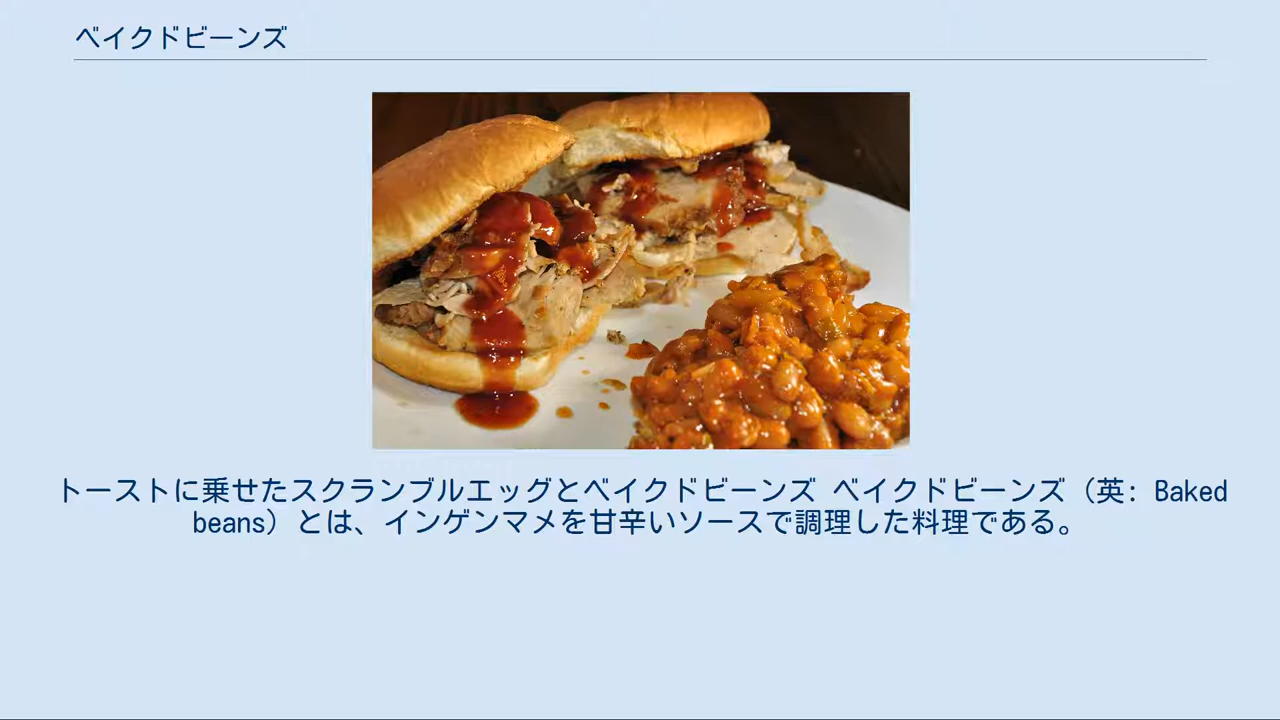 ベイクドビーンズ
トーストに乗せたスクランブルエッグとベイクドビーンズ ベイクドビーンズ（英: Baked
beans）とは、インゲンマメを甘辛いソースで調理した料理である。